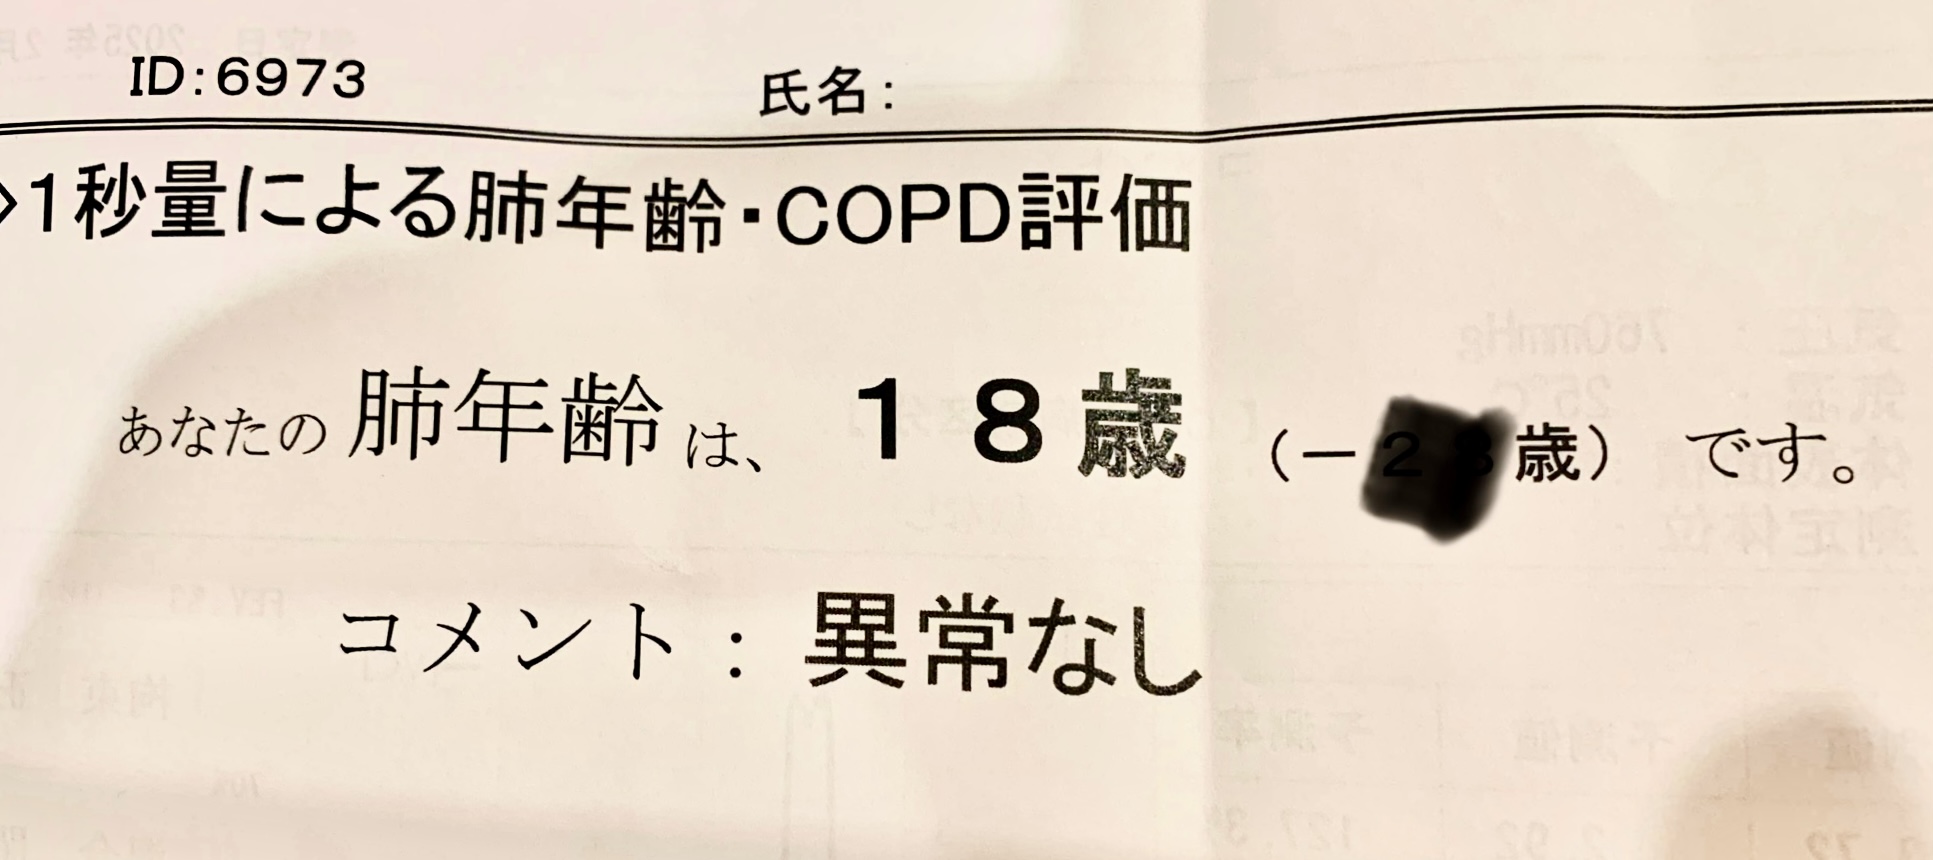 ID:6973 氏名:
1秒量による肺年齢・COPD評価
あなたの 肺年齢 は、 18歳 (ー 歳) です。
コメント: 異常なし